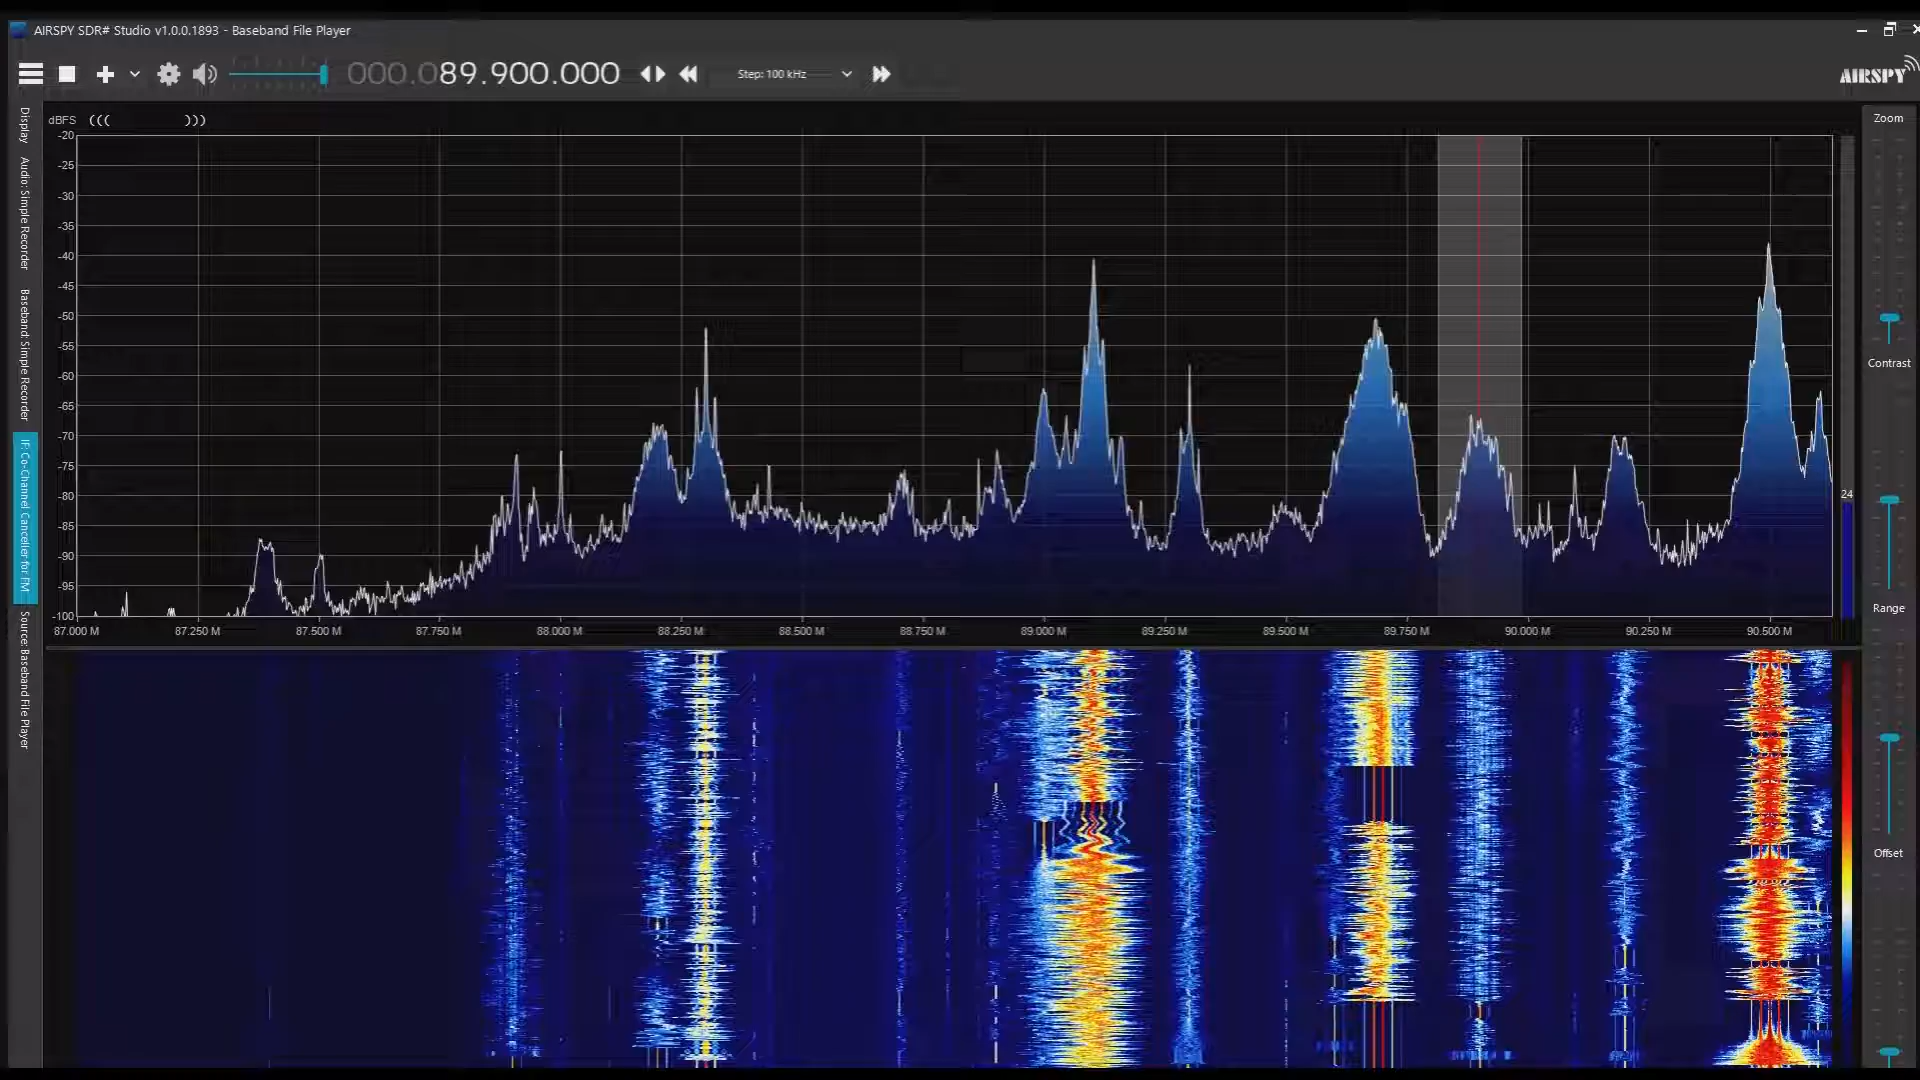 AIRSPY SDR# Studio v1.0.0.1893 - Baseband File Player
000.089.900.000
Step: 100 kHz
AIRSPY
Display
Audio: Simple Recorder
Baseband: Simple Recorder
IF: Co-Channel Canceller for FM
Source: Baseband File Player
dBFS
((( )))
-20
-25
-30
-35
-40
-45
-50
-55
-60
-65
-70
-75
-80
-85
-90
-95
-100
87.000 M 87.250 M 87.500 M 87.750 M 88.000 M 88.250 M 88.500 M 88.750 M 89.000 M 89.250 M 89.500 M 89.750 M 90.000 M 90.250 M 90.500 M
24
Zoom
Contrast
Range
Offset